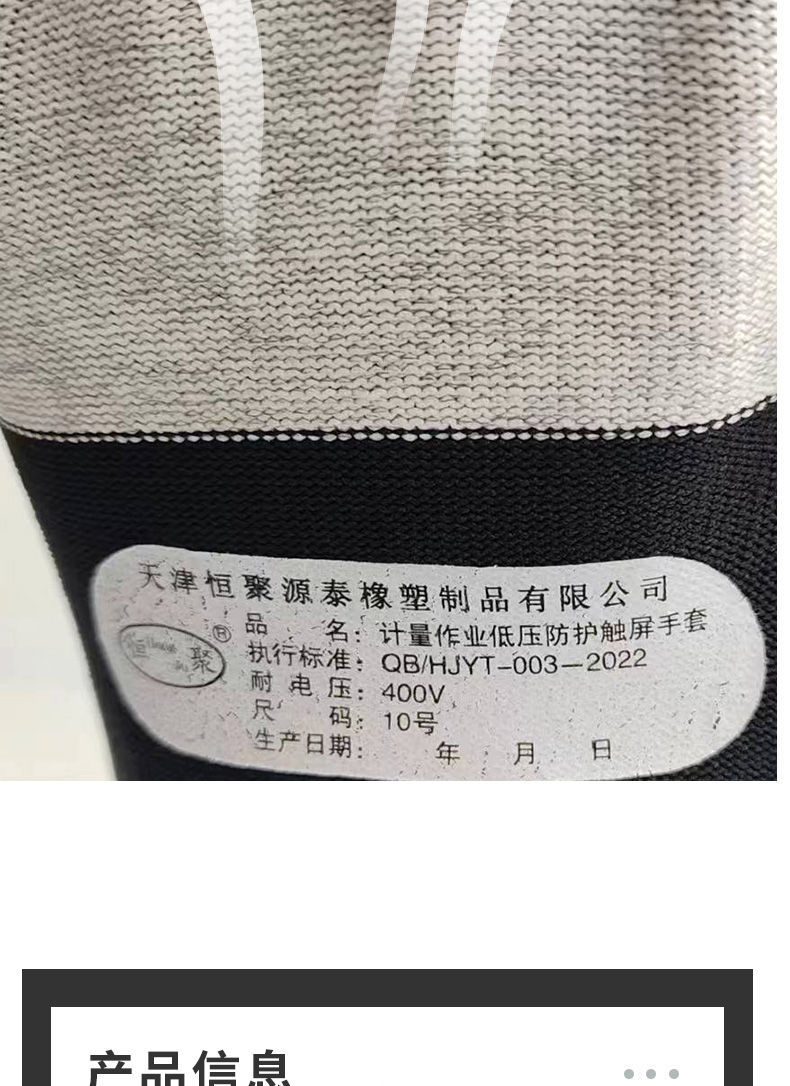 天津恒聚源泰橡塑制品有限公司
恒聚®
品 名：计量作业低压防护触屏手套
执行标准：QB/HJYT-003-2022
耐电压：400V
尺 码：10号
生产日期： 年 月 日
产品信息